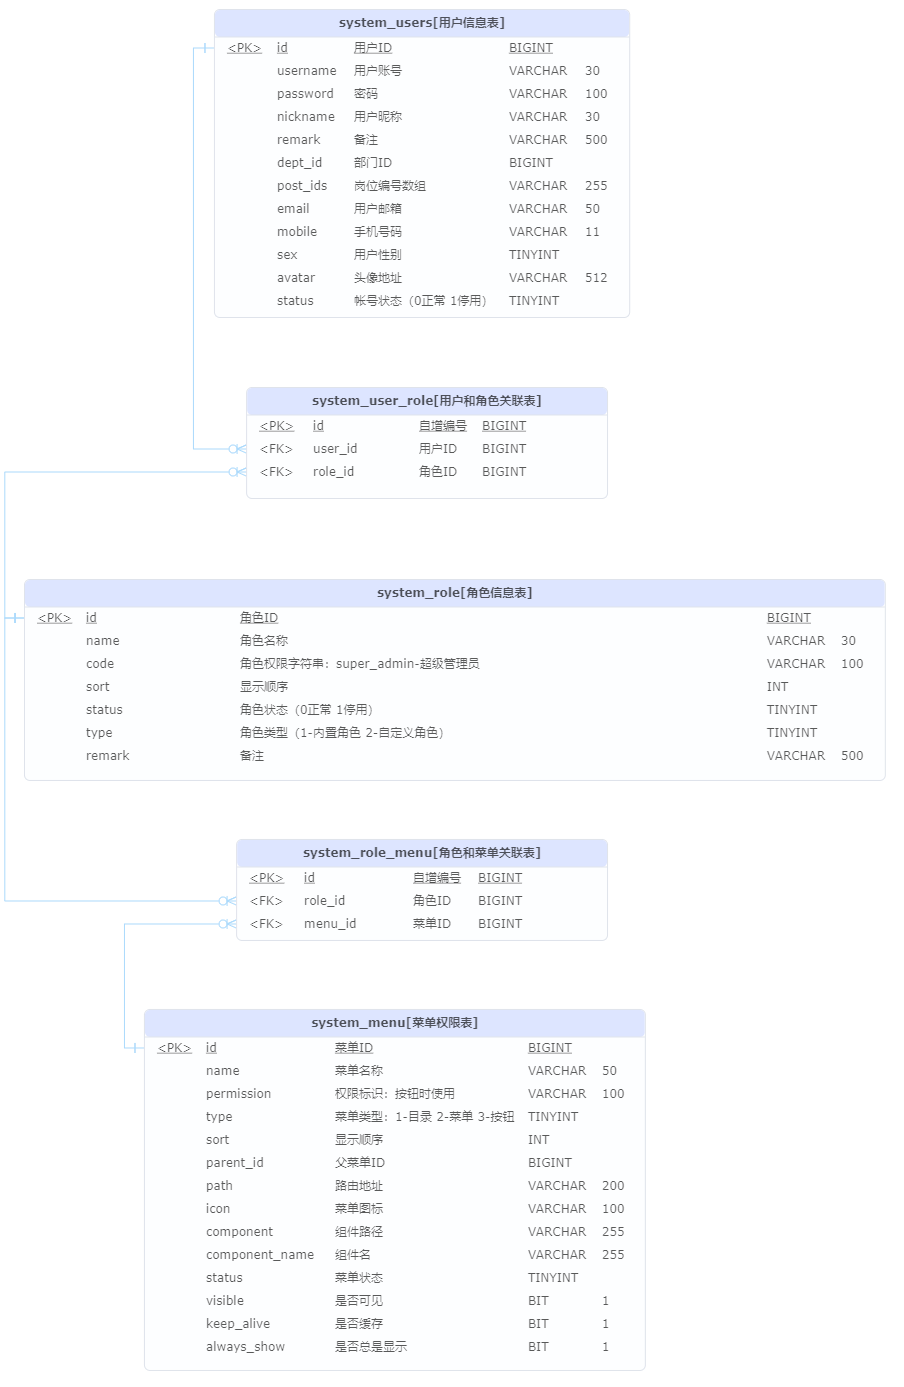 system_users[用户信息表]
<PK> id 用户ID BIGINT
username 用户账号 VARCHAR 30
password 密码 VARCHAR 100
nickname 用户昵称 VARCHAR 30
remark 备注 VARCHAR 500
dept_id 部门ID BIGINT
post_ids 岗位编号数组 VARCHAR 255
email 用户邮箱 VARCHAR 50
mobile 手机号码 VARCHAR 11
sex 用户性别 TINYINT
avatar 头像地址 VARCHAR 512
status 帐号状态（0正常 1停用） TINYINT
system_user_role[用户和角色关联表]
<PK> id 自增编号 BIGINT
<FK> user_id 用户ID BIGINT
<FK> role_id 角色ID BIGINT
system_role[角色信息表]
<PK> id 角色ID BIGINT
name 角色名称 VARCHAR 30
code 角色权限字符串：super_admin-超级管理员 VARCHAR 100
sort 显示顺序 INT
status 角色状态（0正常 1停用） TINYINT
type 角色类型（1-内置角色 2-自定义角色） TINYINT
remark 备注 VARCHAR 500
system_role_menu[角色和菜单关联表]
<PK> id 自增编号 BIGINT
<FK> role_id 角色ID BIGINT
<FK> menu_id 菜单ID BIGINT
system_menu[菜单权限表]
<PK> id 菜单ID BIGINT
name 菜单名称 VARCHAR 50
permission 权限标识：按钮时使用 VARCHAR 100
type 菜单类型：1-目录 2-菜单 3-按钮 TINYINT
sort 显示顺序 INT
parent_id 父菜单ID BIGINT
path 路由地址 VARCHAR 200
icon 菜单图标 VARCHAR 100
component 组件路径 VARCHAR 255
component_name 组件名 VARCHAR 255
status 菜单状态 TINYINT
visible 是否可见 BIT 1
keep_alive 是否缓存 BIT 1
always_show 是否总是显示 BIT 1